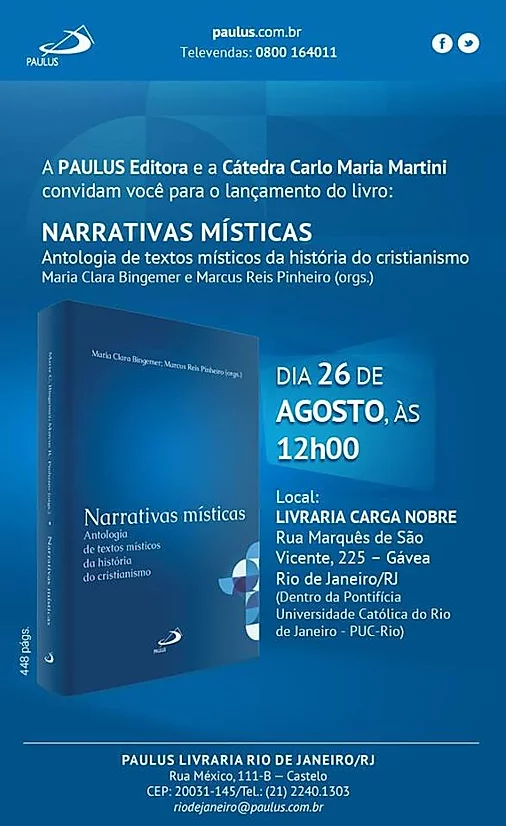 PAULUS
paulus.com.br
Televendas: 0800 164011
A PAULUS Editora e a Cátedra Carlo Maria Martini
convidam você para o lançamento do livro:
NARRATIVAS MÍSTICAS
Antologia de textos místicos da história do cristianismo
Maria Clara Bingemer e Marcus Reis Pinheiro (orgs.)
Maria C. Bingemer; Marcus R. Pinheiro (orgs.) • Narrativas místicas
Maria Clara Bingemer; Marcus Reis Pinheiro (orgs.)
Narrativas místicas
Antologia
de textos místicos
da história
do cristianismo
PAULUS
448 págs.
DIA 26 DE
AGOSTO, ÀS
12h00
Local:
LIVRARIA CARGA NOBRE
Rua Marquês de São
Vicente, 225 – Gávea
Rio de Janeiro/RJ
(Dentro da Pontifícia
Universidade Católica do Rio
de Janeiro - PUC-Rio)
PAULUS LIVRARIA RIO DE JANEIRO/RJ
Rua México, 111-B — Castelo
CEP: 20031-145/Tel.: (21) 2240.1303
riodejaneiro@paulus.com.br